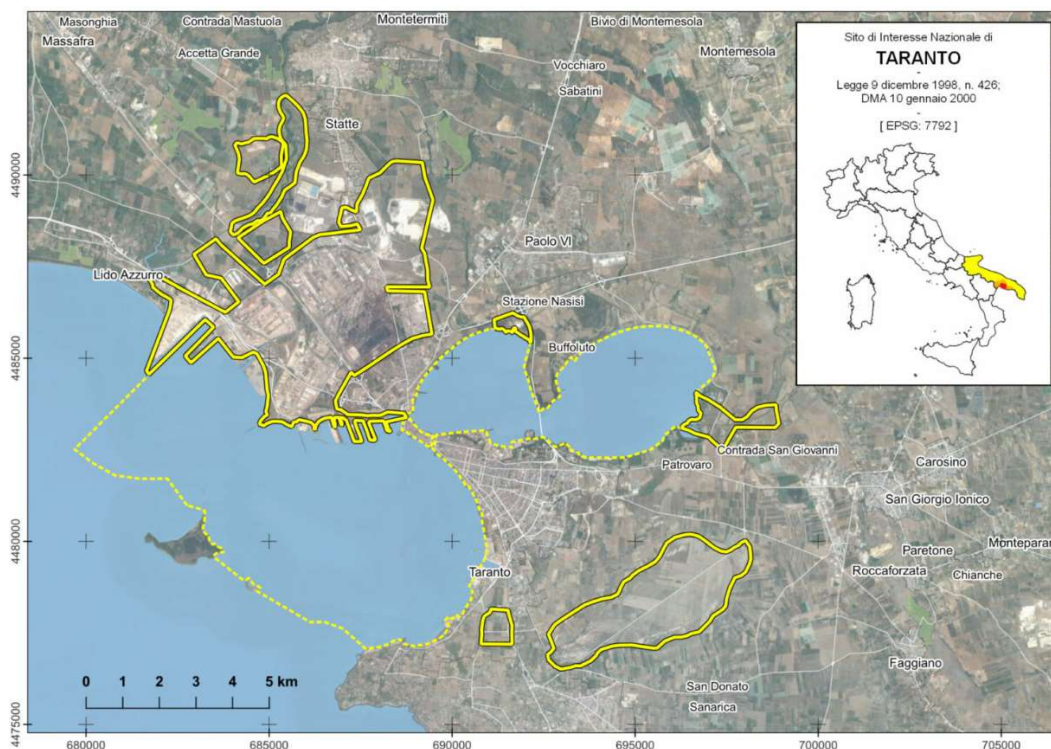 Masonghia
Contrada Mastuola
Montetermiti
Bivio di Montemesola
Massafra
Accetta Grande
Montemesola
Vocchiaro
Sabatini
Statte
Paolo VI
Lido Azzurro
Stazione Nasisi
Buffoluto
Contrada San Giovanni
Patrovaro
Carosino
San Giorgio Ionico
Monteparan
Paretone
Roccaforzata
Chianche
Taranto
Faggiano
San Donato
Sanarica
Sito di Interesse Nazionale di
TARANTO
-
Legge 9 dicembre 1998, n. 426;
DMA 10 gennaio 2000
-
[ EPSG: 7792 ]
0 1 2 3 4 5 km
4490000
4485000
4480000
4475000
680000 685000 690000 695000 700000 705000